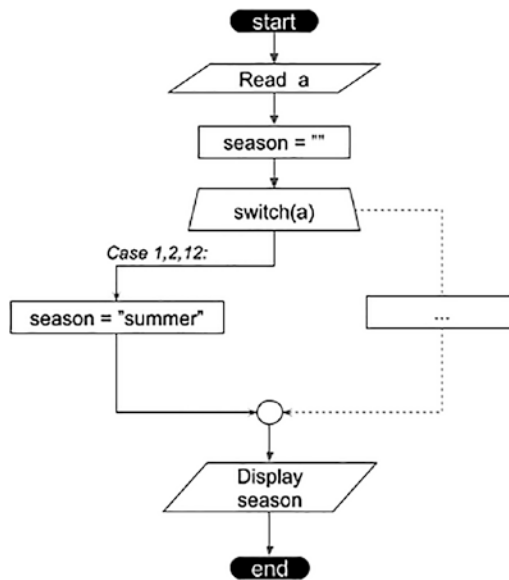 start
Read a
season = ""
switch(a)
Case 1,2,12:
season = "summer"
...
Display
season
end